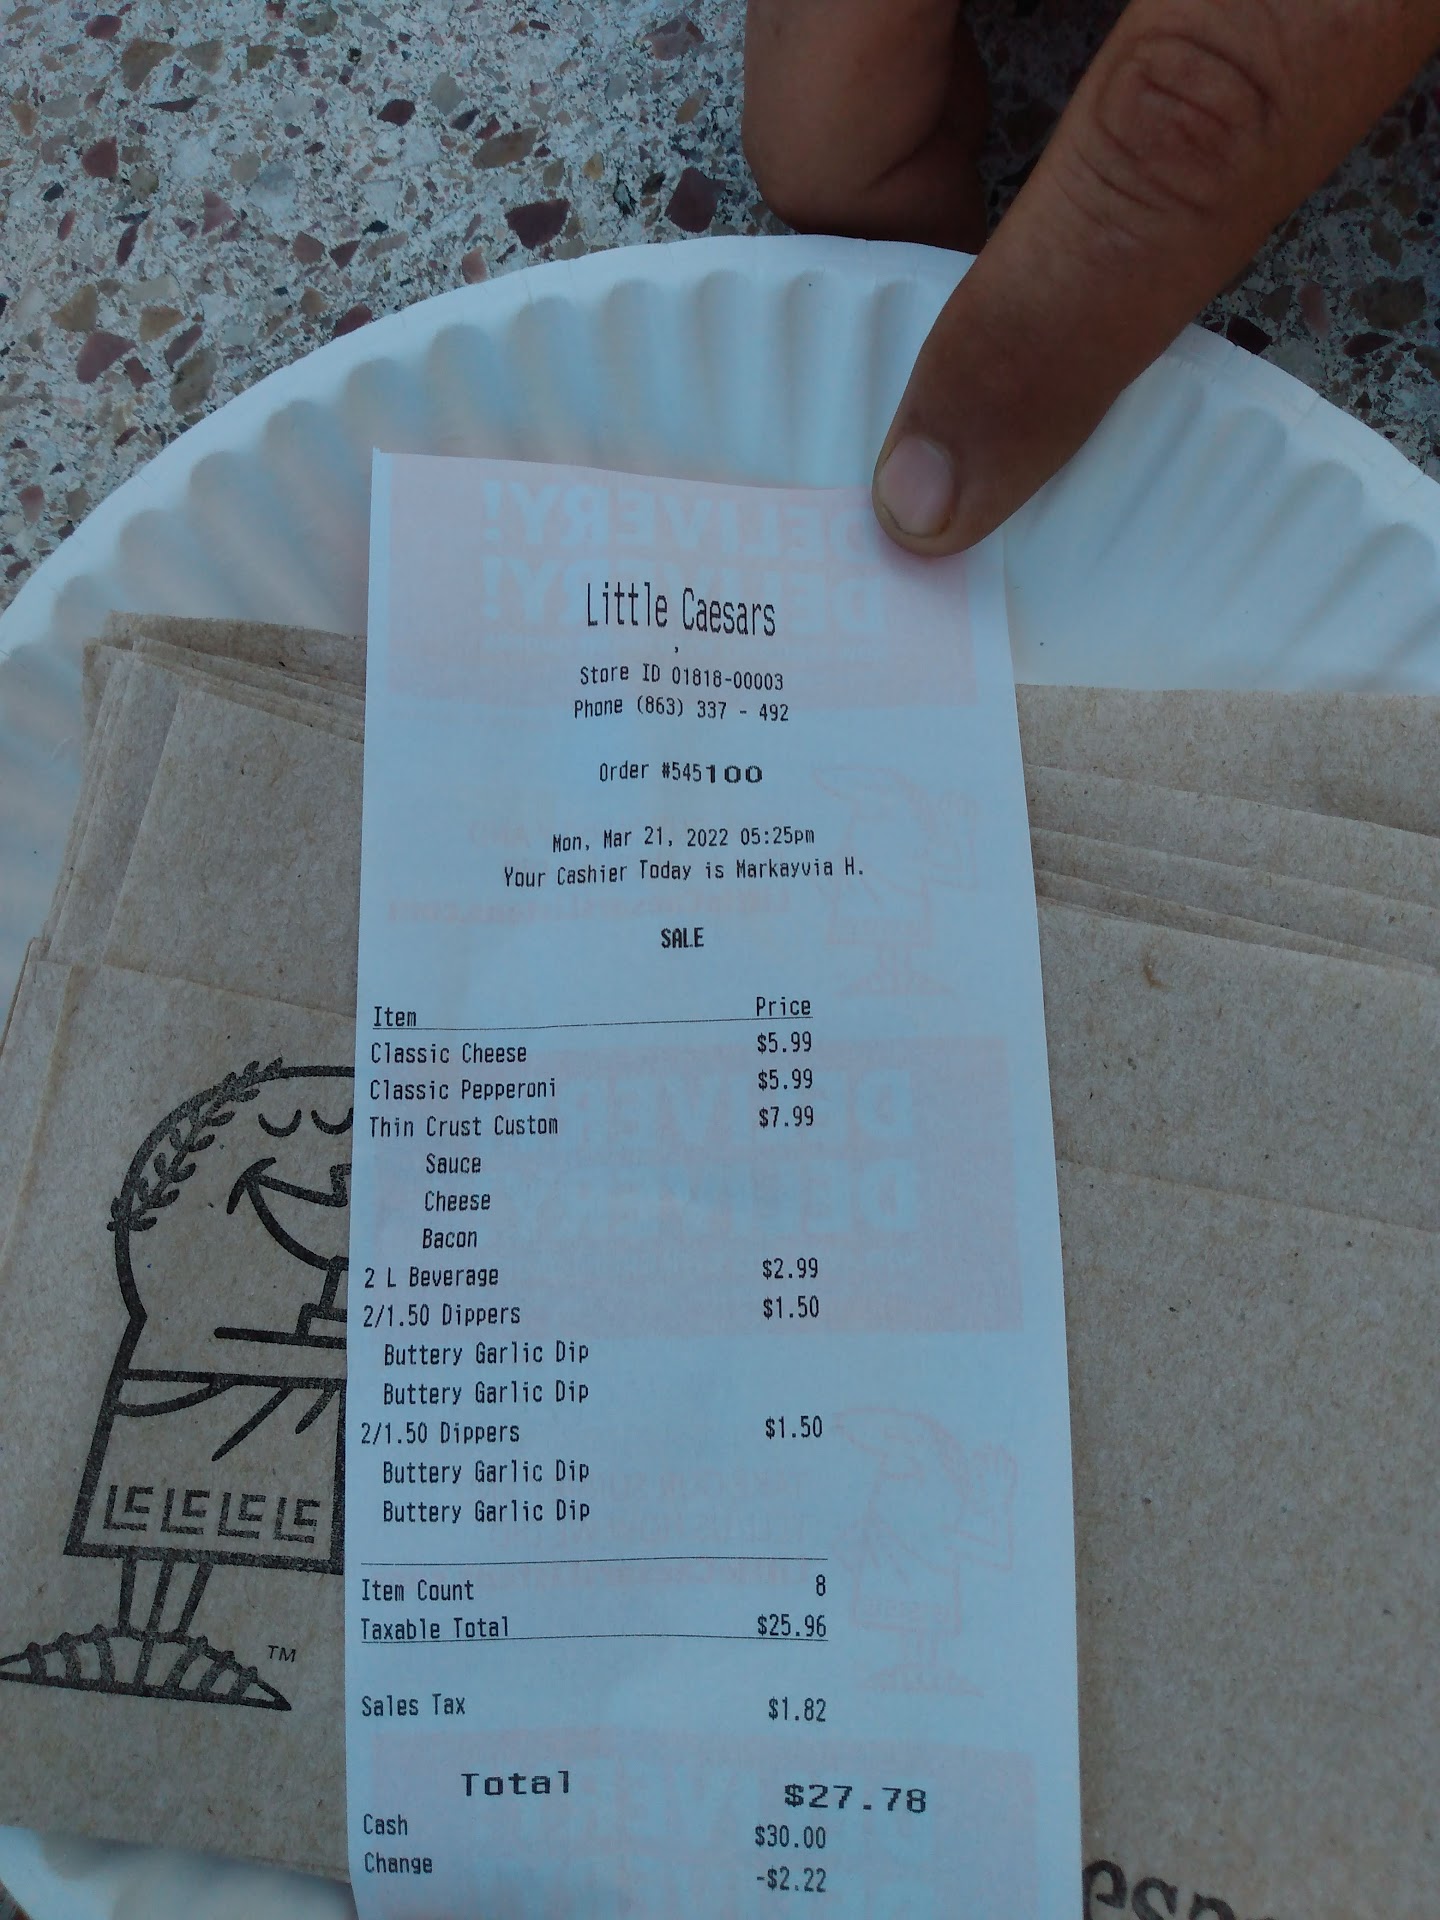 DELIVERY!
DELIVERY!
Little Caesars
,
Store ID 01818-00003
Phone (863) 337 - 492
Order #545100
Mon, Mar 21, 2022 05:25pm
Your Cashier Today is Markayvia H.
SALE
Item Price
Classic Cheese $5.99
Classic Pepperoni $5.99
Thin Crust Custom $7.99
Sauce
Cheese
Bacon
2 L Beverage $2.99
2/1.50 Dippers $1.50
Buttery Garlic Dip
Buttery Garlic Dip
2/1.50 Dippers $1.50
Buttery Garlic Dip
Buttery Garlic Dip
Item Count 8
Taxable Total $25.96
Sales Tax $1.82
Total $27.78
Cash $30.00
Change -$2.22
TM